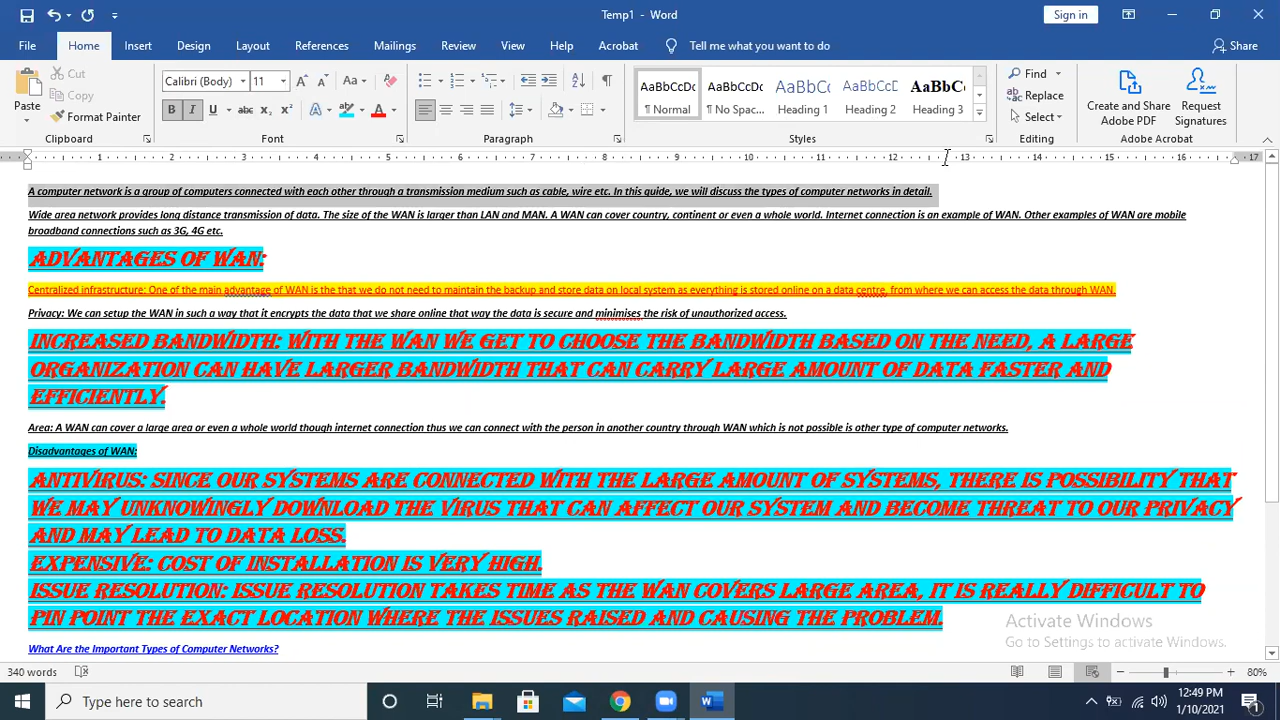 Temp1 - Word
Sign in
File Home Insert Design Layout References Mailings Review View Help Acrobat Tell me what you want to do Share
Cut
Copy
Paste
Format Painter
Clipboard
Calibri (Body) 11
Font
Paragraph
AaBbCcDc AaBbCcDc AaBbC AaBbCcD AaBbC
¶ Normal ¶ No Spac... Heading 1 Heading 2 Heading 3
Styles
Find
Replace
Select
Editing
Create and Share
Adobe PDF
Request
Signatures
Adobe Acrobat
1 2 3 4 5 6 7 8 9 10 11 12 13 14 15 16 17
A computer network is a group of computers connected with each other through a transmission medium such as cable, wire etc. In this guide, we will discuss the types of computer networks in detail.
Wide area network provides long distance transmission of data. The size of the WAN is larger than LAN and MAN. A WAN can cover country, continent or even a whole world. Internet connection is an example of WAN. Other examples of WAN are mobile
broadband connections such as 3G, 4G etc.
ADVANTAGES OF WAN:
Centralized infrastructure: One of the main advantage of WAN is the that we do not need to maintain the backup and store data on local system as everything is stored online on a data centre, from where we can access the data through WAN.
Privacy: We can setup the WAN in such a way that it encrypts the data that we share online that way the data is secure and minimises the risk of unauthorized access.
INCREASED BANDWIDTH: WITH THE WAN WE GET TO CHOOSE THE BANDWIDTH BASED ON THE NEED, A LARGE
ORGANIZATION CAN HAVE LARGER BANDWIDTH THAT CAN CARRY LARGE AMOUNT OF DATA FASTER AND
EFFICIENTLY.
Area: A WAN can cover a large area or even a whole world though internet connection thus we can connect with the person in another country through WAN which is not possible is other type of computer networks.
Disadvantages of WAN:
ANTIVIRUS: SINCE OUR SYSTEMS ARE CONNECTED WITH THE LARGE AMOUNT OF SYSTEMS, THERE IS POSSIBILITY THAT
WE MAY UNKNOWINGLY DOWNLOAD THE VIRUS THAT CAN AFFECT OUR SYSTEM AND BECOME THREAT TO OUR PRIVACY
AND MAY LEAD TO DATA LOSS.
EXPENSIVE: COST OF INSTALLATION IS VERY HIGH.
ISSUE RESOLUTION: ISSUE RESOLUTION TAKES TIME AS THE WAN COVERS LARGE AREA, IT IS REALLY DIFFICULT TO
PIN POINT THE EXACT LOCATION WHERE THE ISSUES RAISED AND CAUSING THE PROBLEM.
What Are the Important Types of Computer Networks?
Activate Windows
Go to Settings to activate Windows.
340 words
80%
Type here to search
12:49 PM
1/10/2021